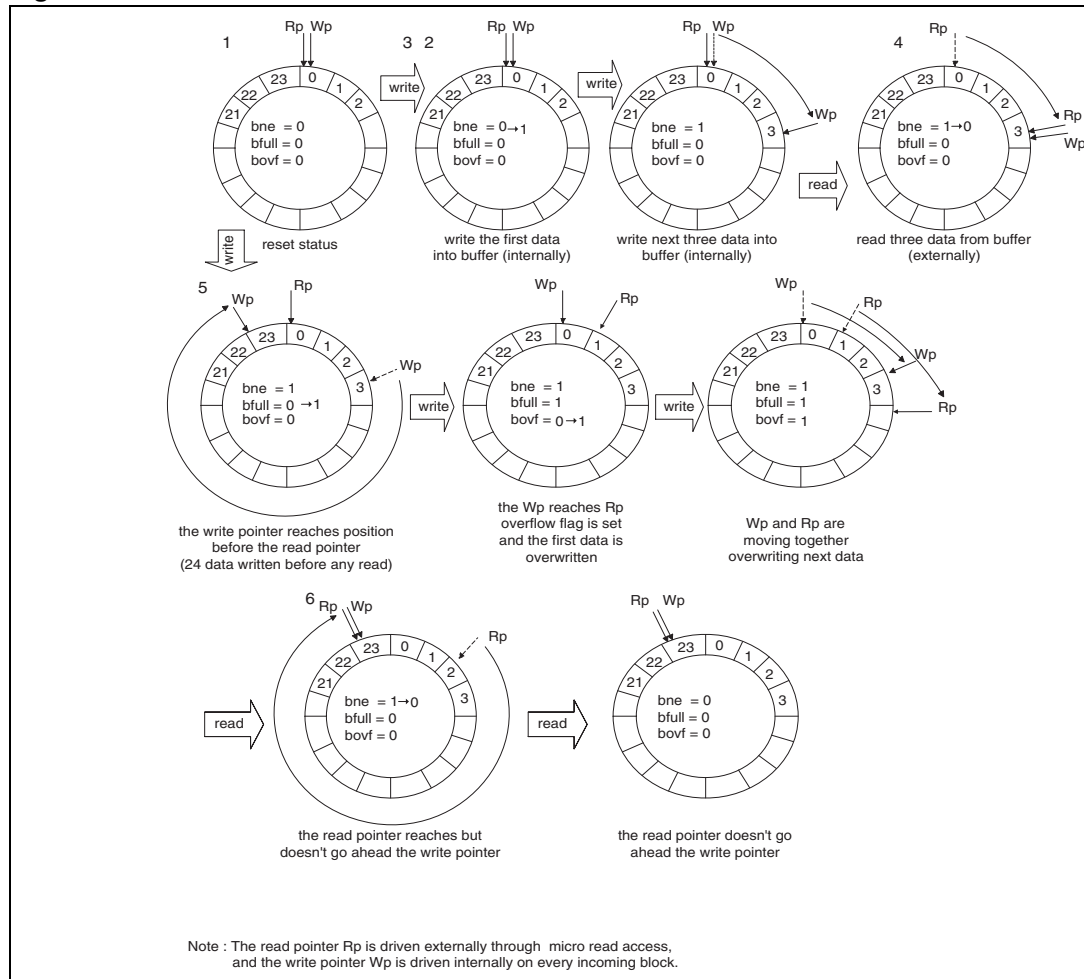 1
Rp Wp
23 0 1 2
22
21
bne = 0
bfull = 0
bovf = 0
reset status
write
3 2
Rp Wp
23 0 1 2
22
21
bne = 0→1
bfull = 0
bovf = 0
write the first data
into buffer (internally)
write
Rp Wp
23 0 1 2
22
21
3
Wp
bne = 1
bfull = 0
bovf = 0
write next three data into
buffer (internally)
read
4
Rp
23 0 1 2
22
21
3
Rp
Wp
bne = 1→0
bfull = 0
bovf = 0
read three data from buffer
(externally)
write
5
Wp
Rp
23 0 1 2
22
21
3
Wp
bne = 1
bfull = 0 →1
bovf = 0
the write pointer reaches position
before the read pointer
(24 data written before any read)
write
Wp
Rp
23 0 1 2
22
21
3
bne = 1
bfull = 1
bovf = 0→1
the Wp reaches Rp
overflow flag is set
and the first data is
overwritten
write
Wp
Rp
23 0 1 2
22
21
3
Wp
Rp
bne = 1
bfull = 1
bovf = 1
Wp and Rp are
moving together
overwriting next data
read
6
Rp Wp
Rp
23 0 1 2
22
21
3
bne = 1→0
bfull = 0
bovf = 0
the read pointer reaches but
doesn't go ahead the write pointer
read
Rp Wp
23 0 1 2
22
21
3
bne = 0
bfull = 0
bovf = 0
the read pointer doesn't go
ahead the write pointer
Note : The read pointer Rp is driven externally through micro read access,
and the write pointer Wp is driven internally on every incoming block.